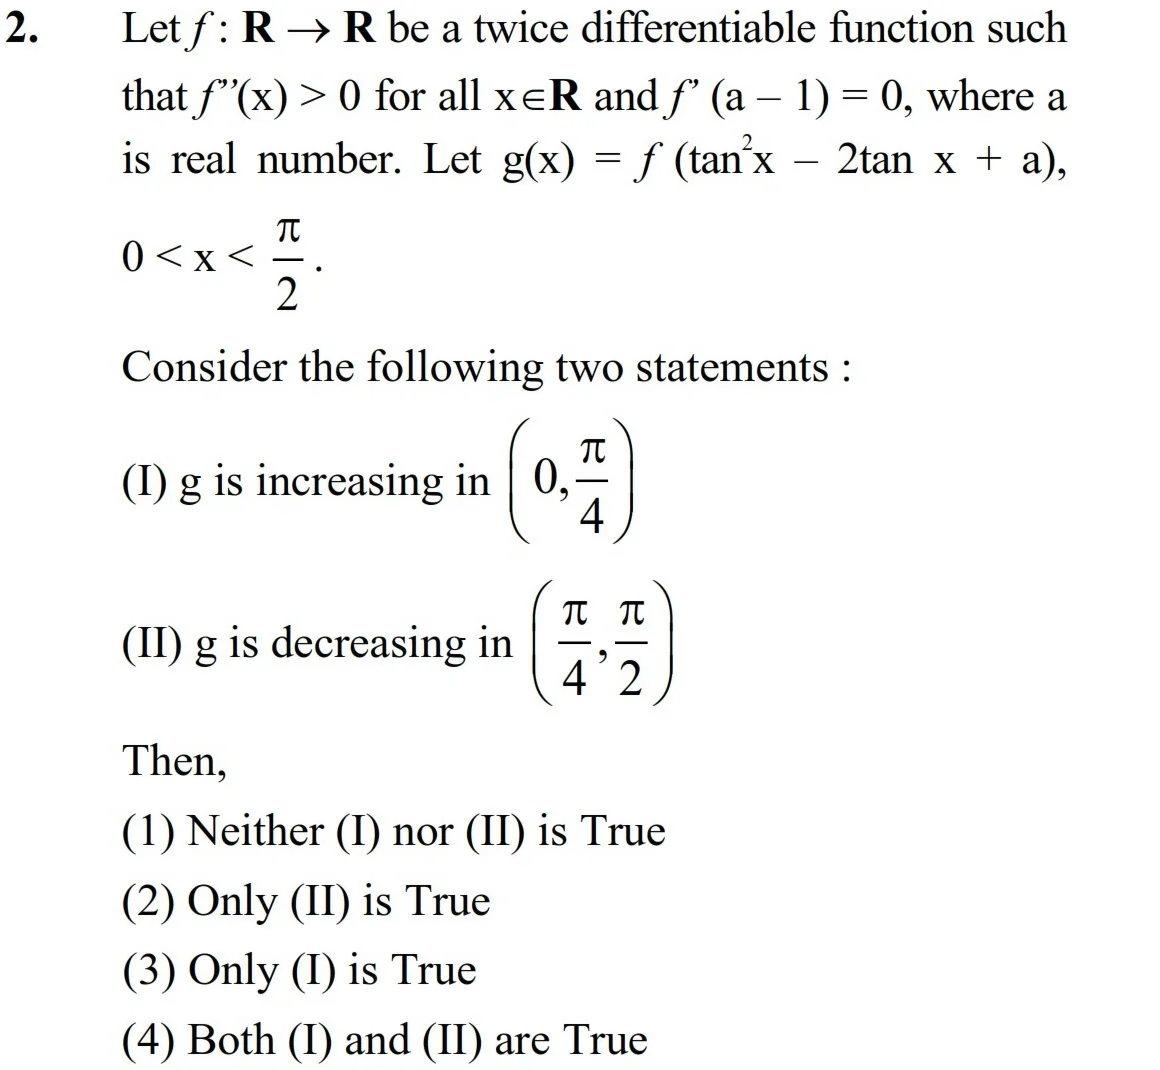 2. Let f : R → R be a twice differentiable function such
that f”(x) > 0 for all x∈R and f’ (a – 1) = 0, where a
is real number. Let g(x) = f (tan²x – 2tan x + a),
0 < x < π/2 .
Consider the following two statements :
(I) g is increasing in (0, π/4)
(II) g is decreasing in (π/4, π/2)
Then,
(1) Neither (I) nor (II) is True
(2) Only (II) is True
(3) Only (I) is True
(4) Both (I) and (II) are True